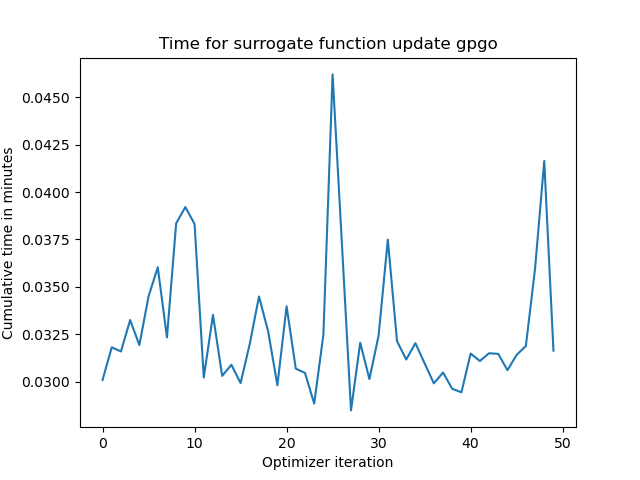 Time for surrogate function update gpgo
Cumulative time in minutes
0.0450
0.0425
0.0400
0.0375
0.0350
0.0325
0.0300
0 10 20 30 40 50
Optimizer iteration